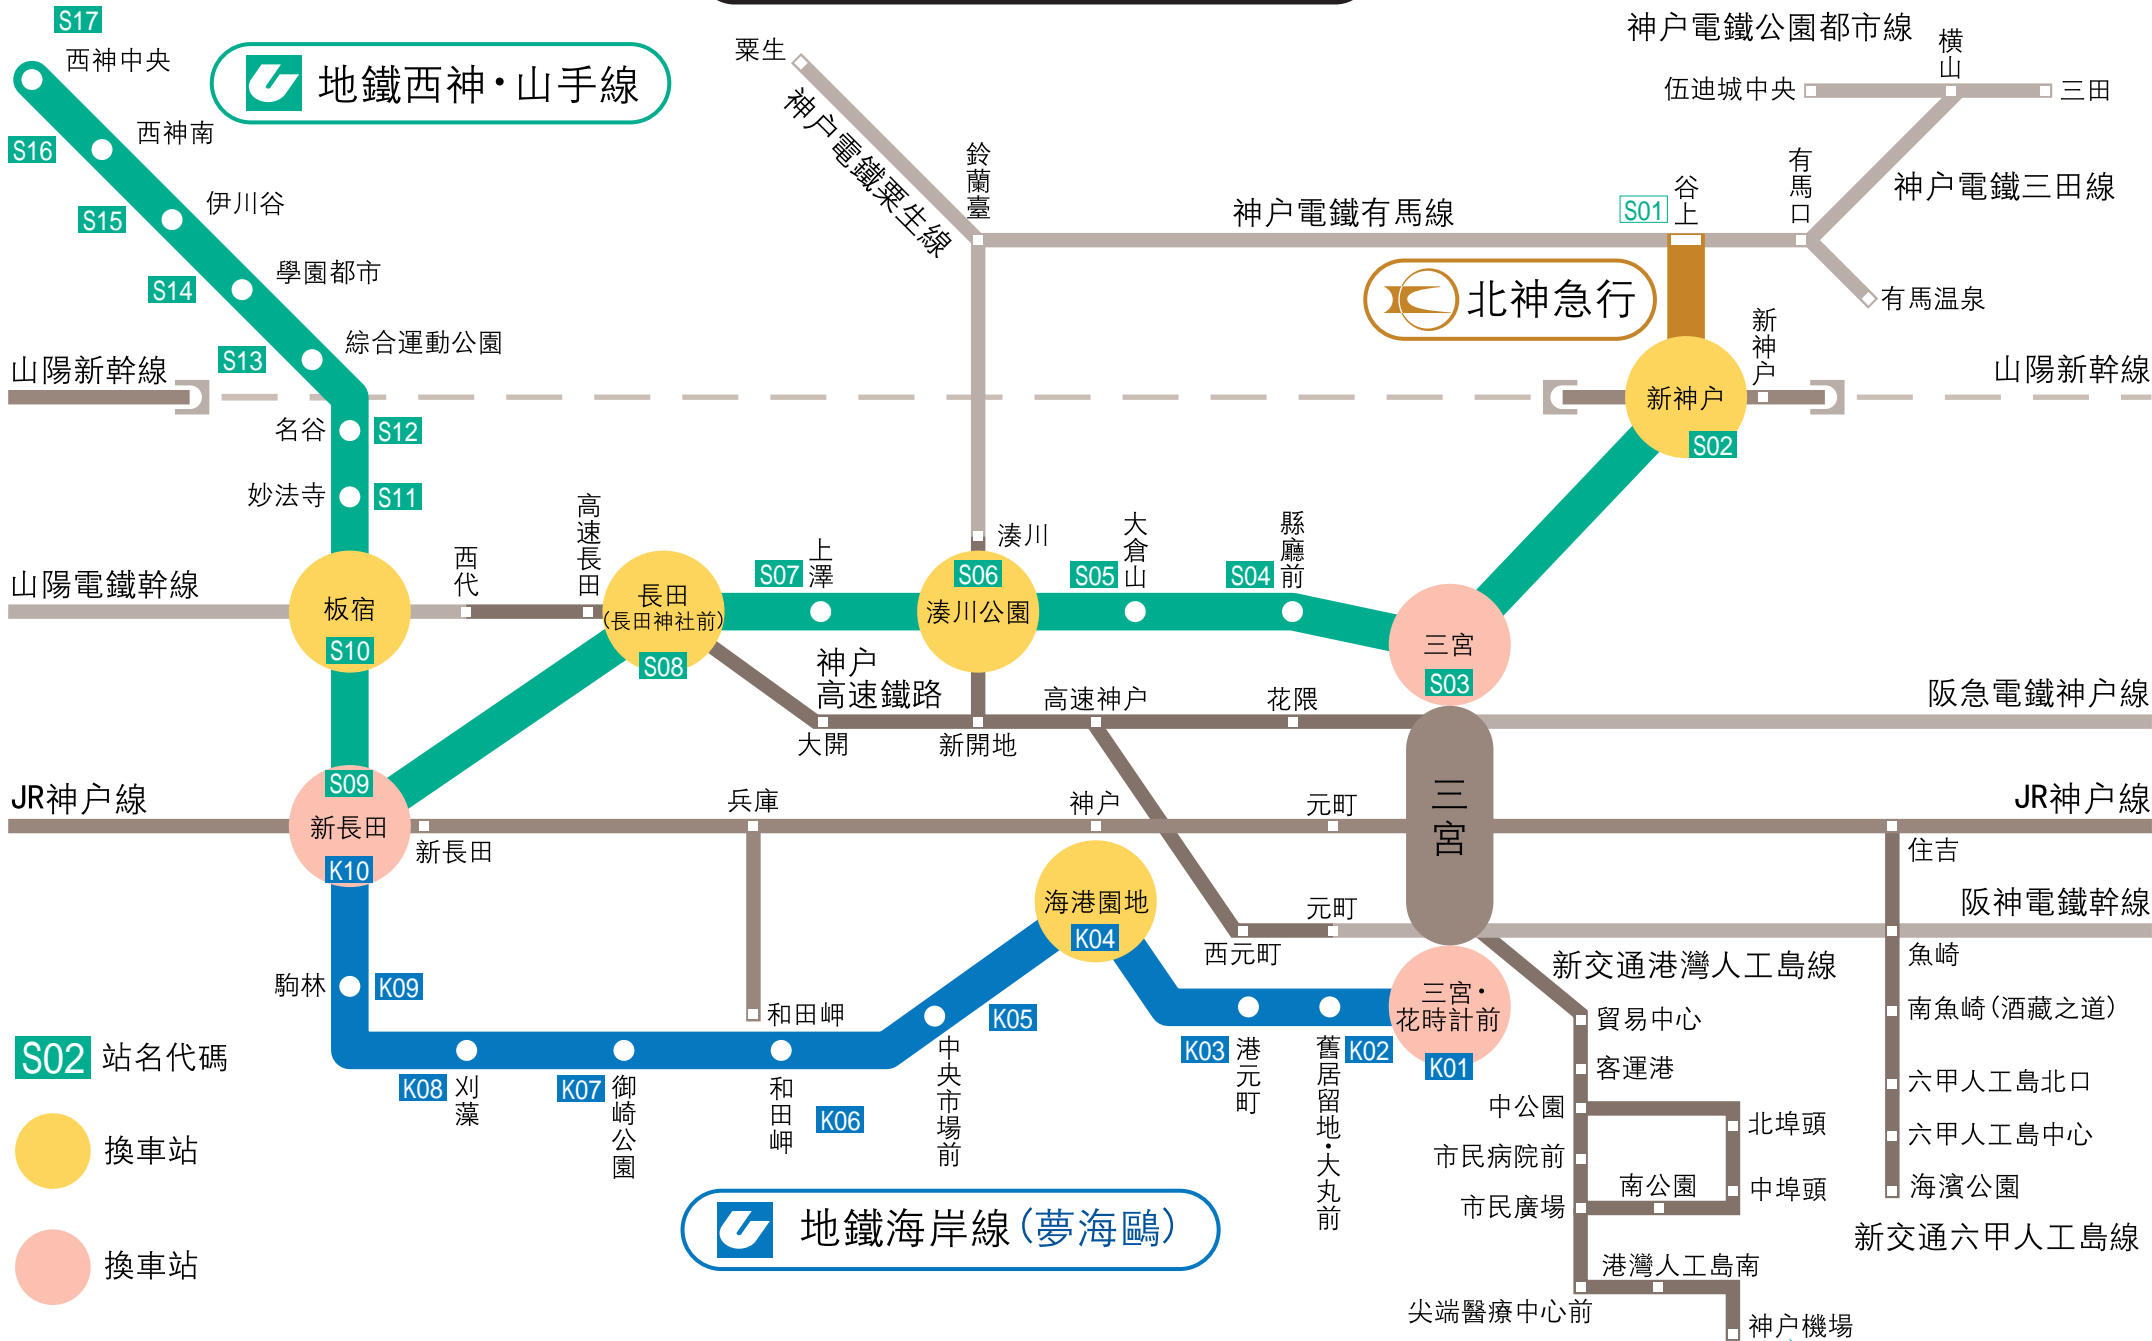 S17
西神中央
地鐵西神・山手線
S16
西神南
S15
伊川谷
S14
學園都市
S13
綜合運動公園
山陽新幹線
名谷
S12
妙法寺
S11
粟生
神户電鐵粟生線
鈴蘭臺
神户電鐵有馬線
神户電鐵公園都市線
横山
伍迪城中央
三田
有馬口
神户電鐵三田線
S01
谷上
北神急行
有馬温泉
新神户
新神户
S02
山陽新幹線
山陽電鐵幹線
板宿
S10
西代
高速長田
長田
(長田神社前)
S08
S07
上澤
湊川
S06
湊川公園
S05
大倉山
S04
縣廳前
三宮
S03
神户
高速鐵路
大開
新開地
高速神户
花隈
阪急電鐵神户線
三宮
JR神户線
S09
新長田
K10
新長田
兵庫
神户
元町
JR神户線
住吉
海港園地
K04
元町
西元町
阪神電鐵幹線
魚崎
駒林
K09
和田岬
K05
中央市場前
K03
港元町
舊居留地・大丸前
K02
三宮・
花時計前
K01
新交通港灣人工島線
貿易中心
客運港
中公園
北埠頭
市民病院前
南公園
中埠頭
市民廣場
港灣人工島南
尖端醫療中心前
神户機場
南魚崎(酒藏之道)
六甲人工島北口
六甲人工島中心
海濱公園
新交通六甲人工島線
K08
刈藻
K07
御崎公園
和田岬
K06
地鐵海岸線(夢海鷗)
S02
站名代碼
換車站
換車站